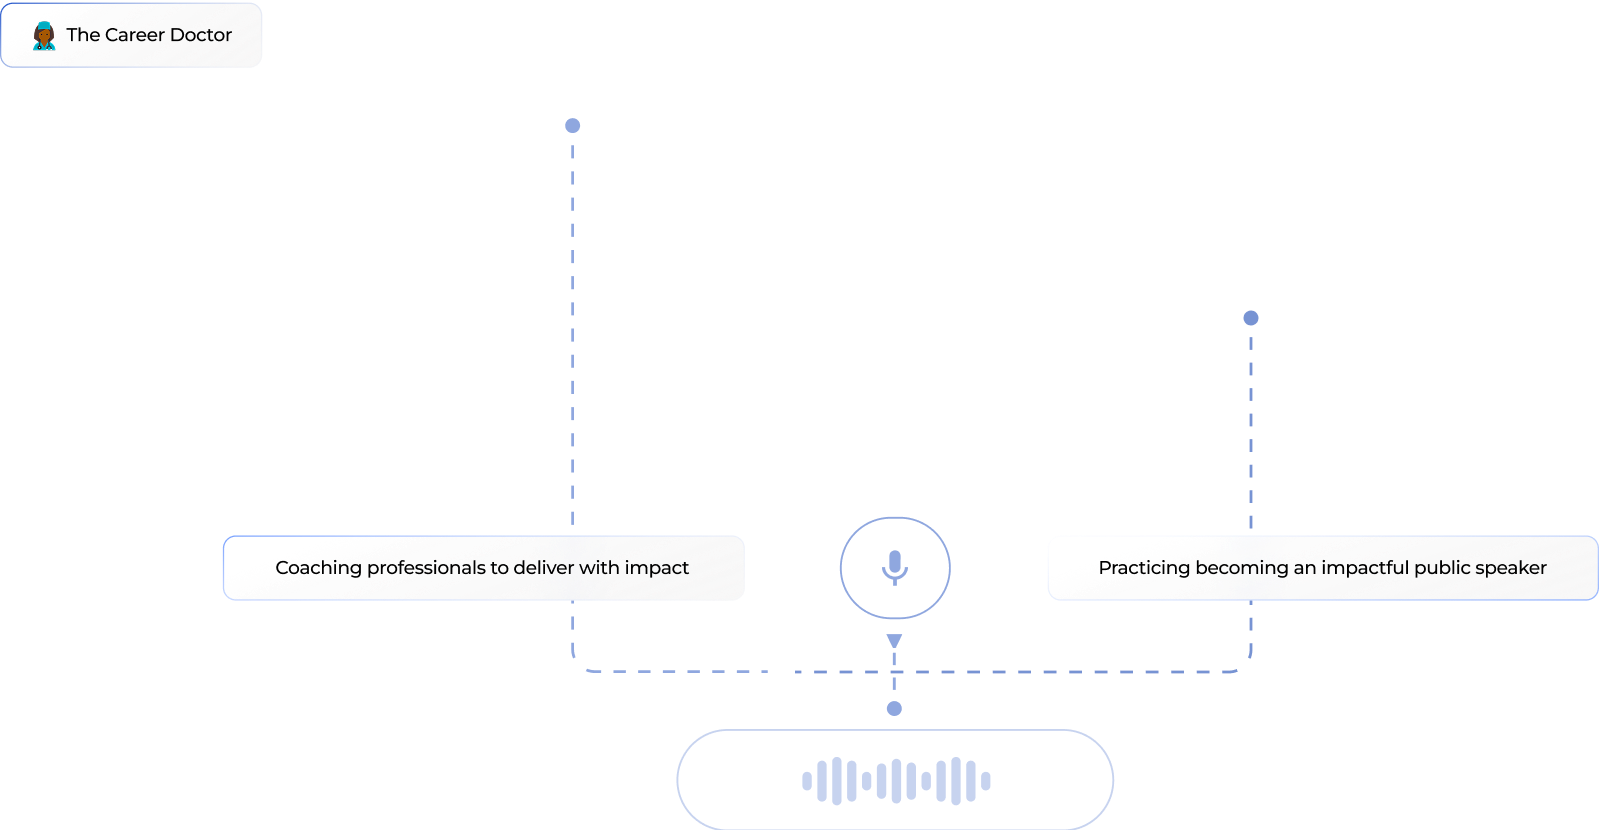 The Career Doctor
Coaching professionals to deliver with impact
Practicing becoming an impactful public speaker